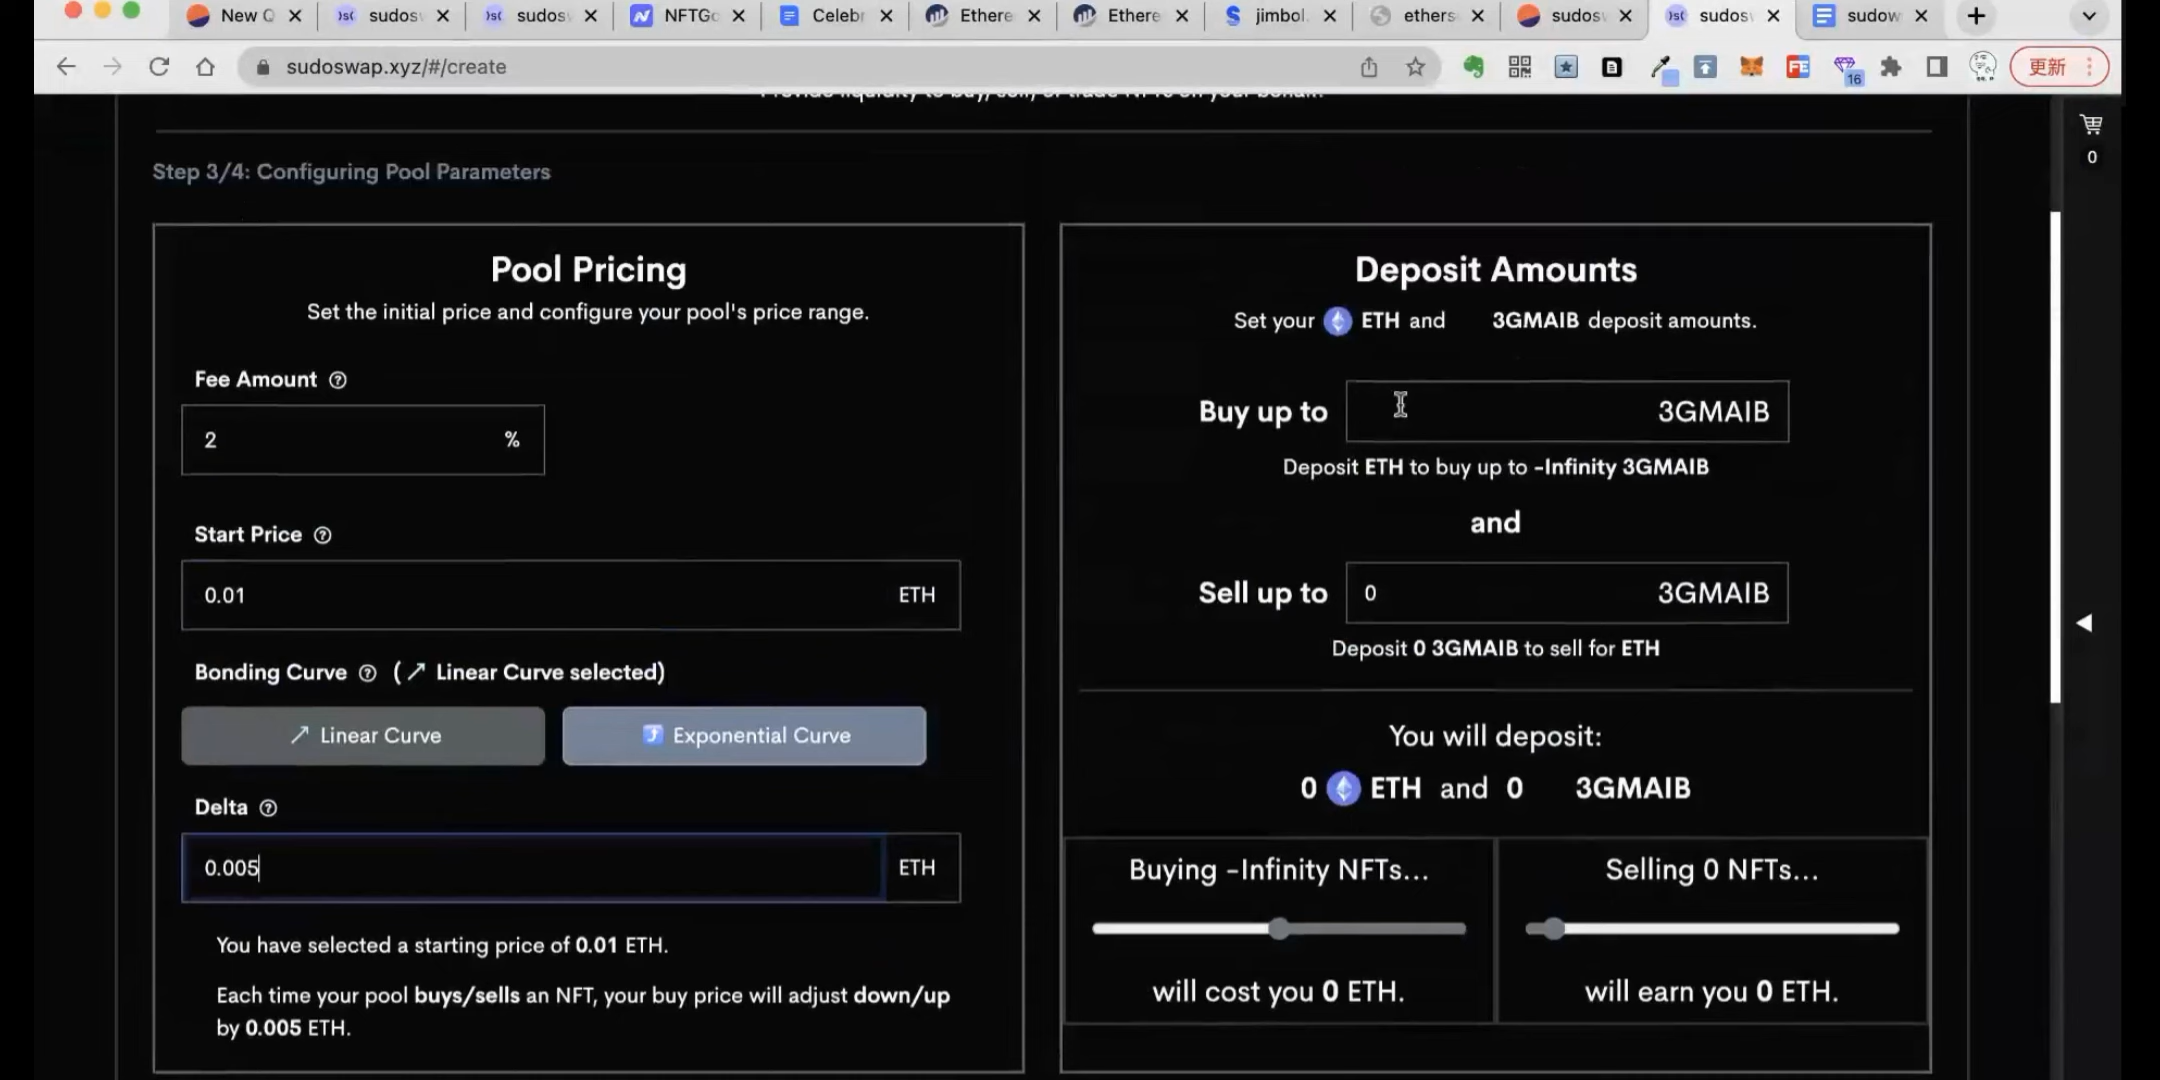 New Q
sudos
sudos
NFTGo
Celebr
Ethere
Ethere
jimbol
ethers
sudos
sudos
sudow
sudoswap.xyz/#/create
16
更新
0
Step 3/4: Configuring Pool Parameters
Pool Pricing
Set the initial price and configure your pool's price range.
Fee Amount ?
2 %
Start Price ?
0.01 ETH
Bonding Curve ? (↗ Linear Curve selected)
↗ Linear Curve
⤴ Exponential Curve
Delta ?
0.005 ETH
You have selected a starting price of 0.01 ETH.
Each time your pool buys/sells an NFT, your buy price will adjust down/up
by 0.005 ETH.
Deposit Amounts
Set your ETH and 3GMAIB deposit amounts.
Buy up to 3GMAIB
Deposit ETH to buy up to -Infinity 3GMAIB
and
Sell up to 0 3GMAIB
Deposit 0 3GMAIB to sell for ETH
You will deposit:
0 ETH and 0 3GMAIB
Buying -Infinity NFTs...
will cost you 0 ETH.
Selling 0 NFTs...
will earn you 0 ETH.